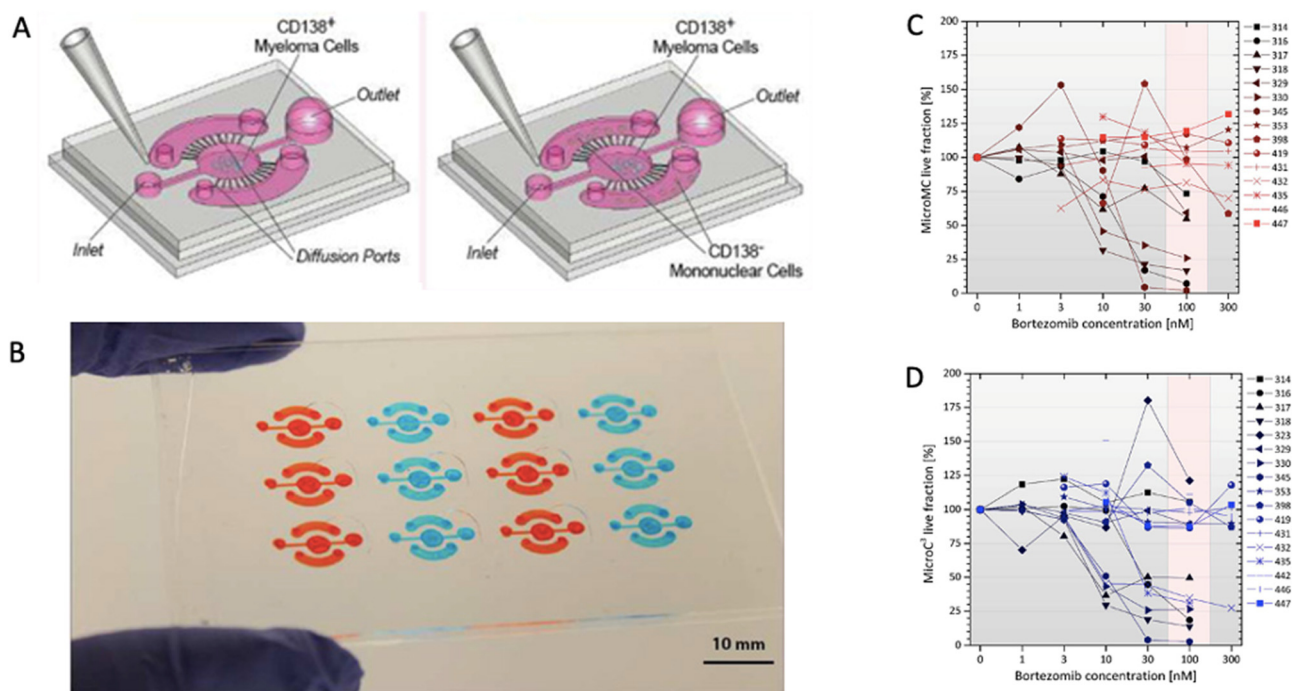 A
CD138⁺
Myeloma Cells
Outlet
Inlet
Diffusion Ports
CD138⁺
Myeloma Cells
Outlet
Inlet
CD138⁻
Mononuclear Cells
B
10 mm
C
MicroMC live fraction [%]
200
175
150
125
100
75
50
25
0
0 1 3 10 30 100 300
Bortezomib concentration [nM]
314
316
317
318
329
330
345
353
398
419
431
432
435
446
447
D
MicroC³ live fraction [%]
200
175
150
125
100
75
50
25
0
0 1 3 10 30 100 300
Bortezomib concentration [nM]
314
316
317
318
323
329
330
345
353
398
419
431
432
435
442
446
447